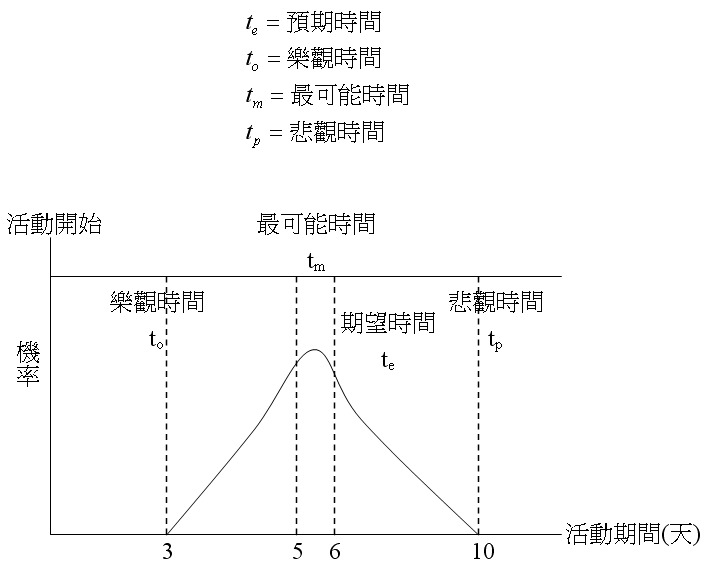 te = 預期時間
to = 樂觀時間
tm = 最可能時間
tp = 悲觀時間
活動開始
最可能時間
tm
樂觀時間
to
期望時間
te
悲觀時間
tp
機率
3
5
6
10
活動期間(天)